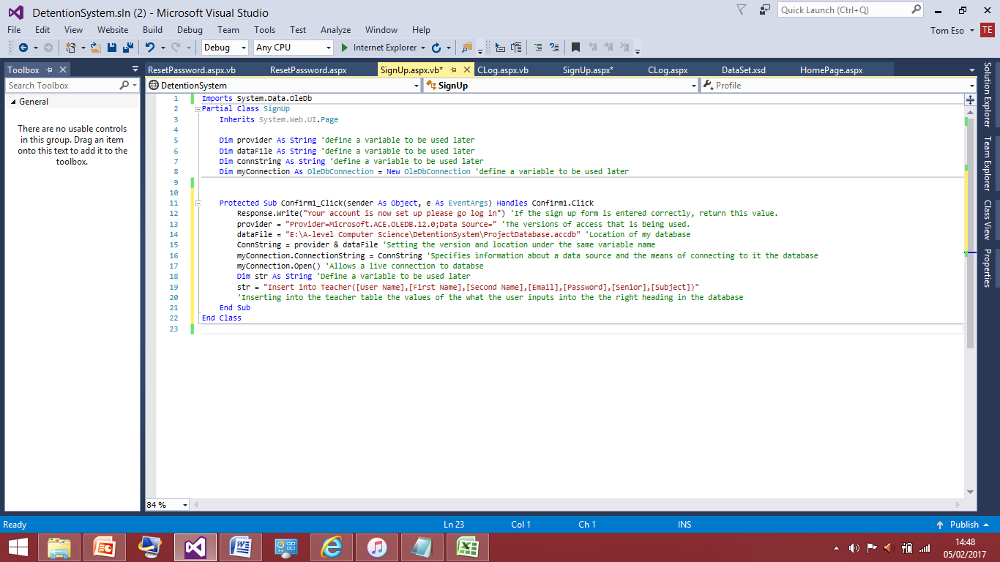 DetentionSystem.sln (2) - Microsoft Visual Studio
Quick Launch (Ctrl+Q)
File Edit View Website Build Debug Team Tools Test Analyze Window Help
Tom Eso TE
Debug Any CPU Internet Explorer
Toolbox
ResetPassword.aspx.vb ResetPassword.aspx SignUp.aspx.vb* CLog.aspx.vb SignUp.aspx* CLog.aspx DataSet.xsd HomePage.aspx
Search Toolbox
DetentionSystem SignUp Profile
General
There are no usable controls
in this group. Drag an item
onto this text to add it to the
toolbox.
1 Imports System.Data.OleDb
2 Partial Class SignUp
3 Inherits System.Web.UI.Page
4
5 Dim provider As String 'define a variable to be used later
6 Dim dataFile As String 'define a variable to be used later
7 Dim ConnString As String 'define a variable to be used later
8 Dim myConnection As OleDbConnection = New OleDbConnection 'define a variable to be used later
9
10
11 Protected Sub Confirm1_Click(sender As Object, e As EventArgs) Handles Confirm1.Click
12 Response.Write("Your account is now set up please go log in") 'If the sign up form is entered correctly, return this value.
13 provider = "Provider=Microsoft.ACE.OLEDB.12.0;Data Source=" 'The versions of access that is being used.
14 dataFile = "E:\A-level Computer Science\DetentionSystem\ProjectDatabase.accdb" 'Location of my database
15 ConnString = provider & dataFile 'Setting the version and location under the same variable name
16 myConnection.ConnectionString = ConnString 'Specifies information about a data source and the means of connecting to it the database
17 myConnection.Open() 'Allows a live connection to databse
18 Dim str As String 'Define a variable to be used later
19 str = "Insert into Teacher([User Name],[First Name],[Second Name],[Email],[Password],[Senior],[Subject])"
20 'Inserting into the teacher table the values of the what the user inputs into the the right heading in the database
21 End Sub
22 End Class
23
Solution Explorer
Team Explorer
Class View
Properties
84 %
Ready Ln 23 Col 1 Ch 1 INS Publish
14:48
05/02/2017